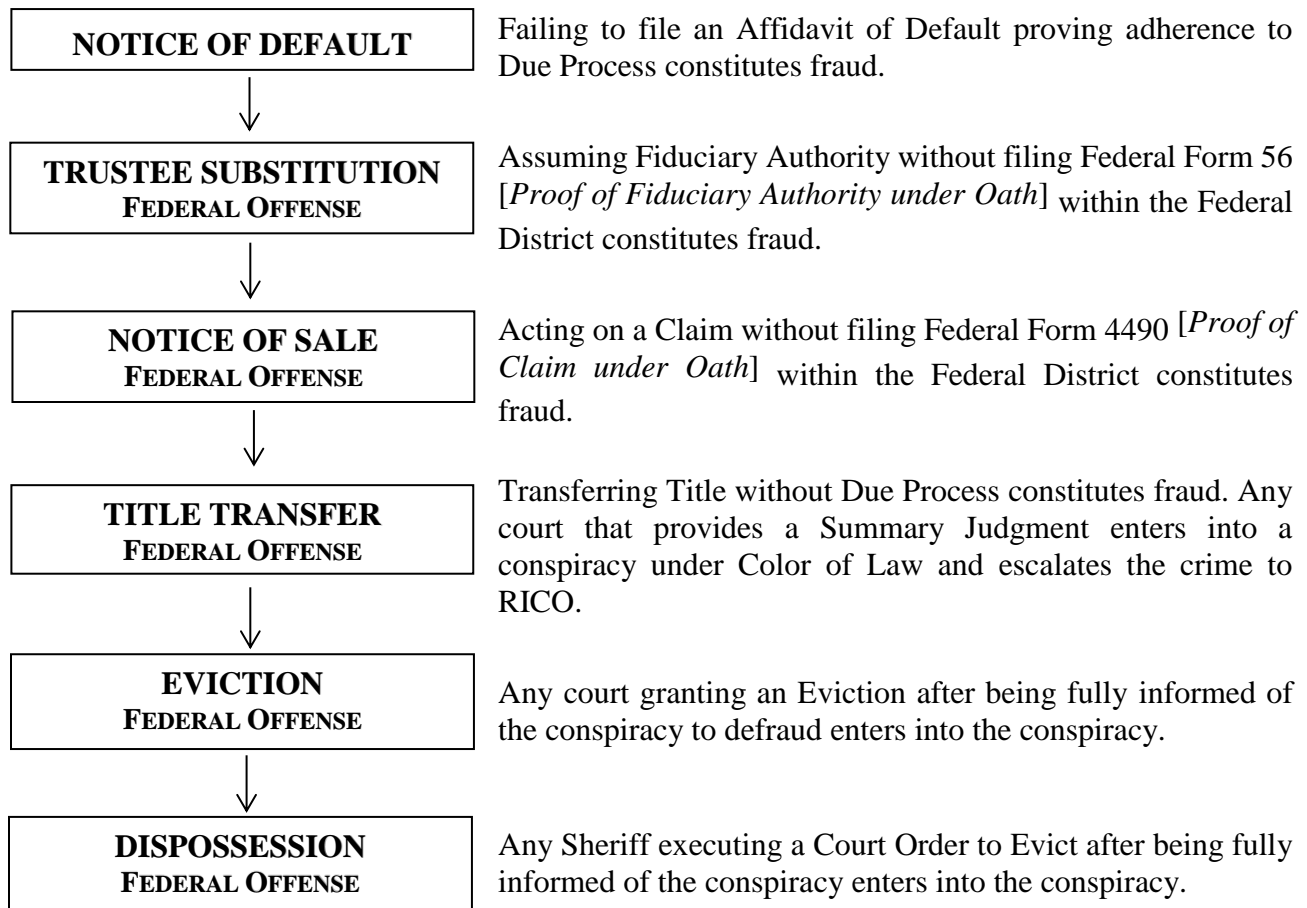 NOTICE OF DEFAULT
Failing to file an Affidavit of Default proving adherence to
Due Process constitutes fraud.
TRUSTEE SUBSTITUTION
FEDERAL OFFENSE
Assuming Fiduciary Authority without filing Federal Form 56
[Proof of Fiduciary Authority under Oath] within the Federal
District constitutes fraud.
NOTICE OF SALE
FEDERAL OFFENSE
Acting on a Claim without filing Federal Form 4490 [Proof of
Claim under Oath] within the Federal District constitutes
fraud.
TITLE TRANSFER
FEDERAL OFFENSE
Transferring Title without Due Process constitutes fraud. Any
court that provides a Summary Judgment enters into a
conspiracy under Color of Law and escalates the crime to
RICO.
EVICTION
FEDERAL OFFENSE
Any court granting an Eviction after being fully informed of
the conspiracy to defraud enters into the conspiracy.
DISPOSSESSION
FEDERAL OFFENSE
Any Sheriff executing a Court Order to Evict after being fully
informed of the conspiracy enters into the conspiracy.